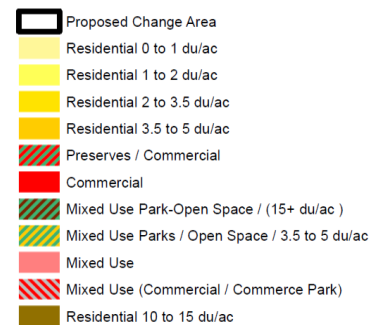 Proposed Change Area
Residential 0 to 1 du/ac
Residential 1 to 2 du/ac
Residential 2 to 3.5 du/ac
Residential 3.5 to 5 du/ac
Preserves / Commercial
Commercial
Mixed Use Park-Open Space / (15+ du/ac )
Mixed Use Parks / Open Space / 3.5 to 5 du/ac
Mixed Use
Mixed Use (Commercial / Commerce Park)
Residential 10 to 15 du/ac